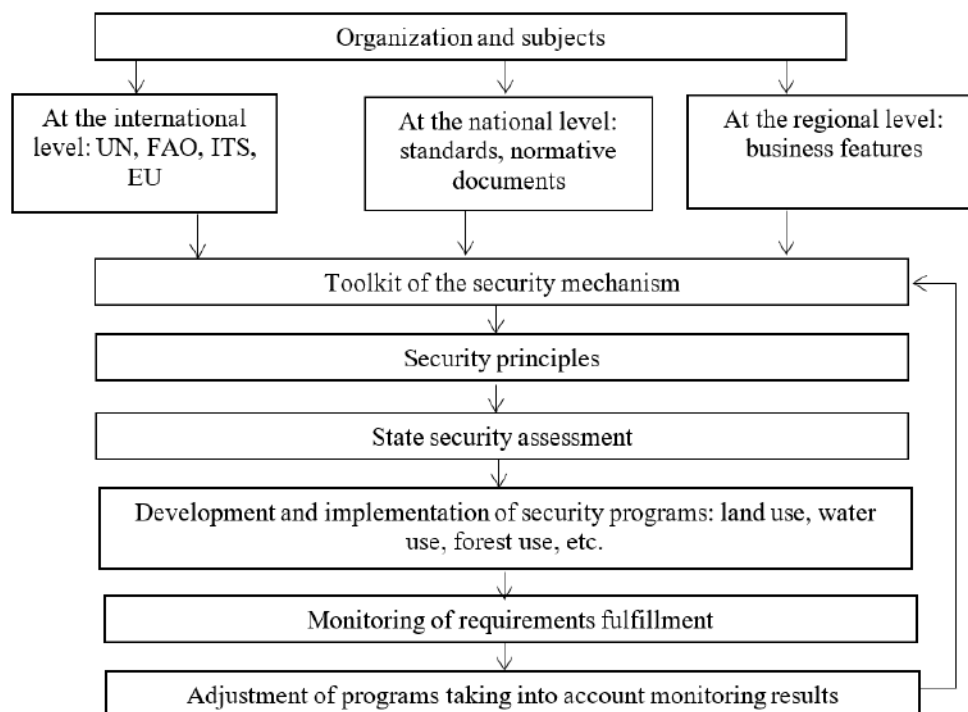 Organization and subjects
At the international
level: UN, FAO, ITS,
EU
At the national level:
standards, normative
documents
At the regional level:
business features
Toolkit of the security mechanism
Security principles
State security assessment
Development and implementation of security programs: land use, water
use, forest use, etc.
Monitoring of requirements fulfillment
Adjustment of programs taking into account monitoring results